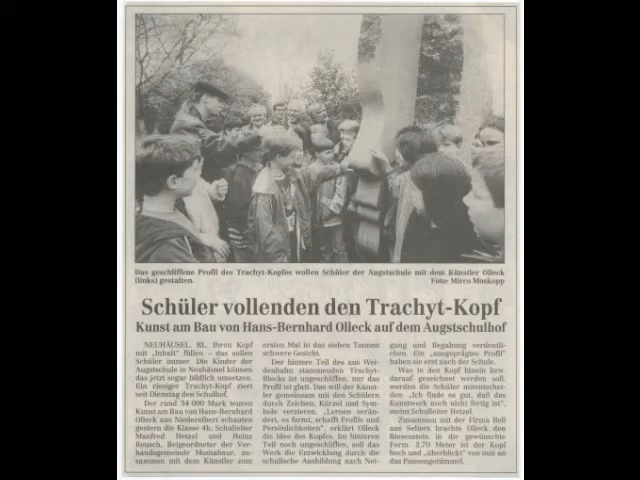 Das geschliffene Profil des Trachyt-Kopfes wollen Schüler der Augstschule mit dem Künstler Olleck
(links) gestalten. Foto: Mirco Moskopp
Schüler vollenden den Trachyt-Kopf
Kunst am Bau von Hans-Bernhard Olleck auf dem Augstschulhof
NEUHÄUSEL. BL. Ihren Kopf
mit „Inhalt" füllen – das sollen
Schüler immer. Die Kinder der
Augstschule in Neuhäusel können
das jetzt sogar bildlich umsetzen.
Ein riesiger Trachyt-Kopf ziert
seit Dienstag den Schulhof.
Der rund 34 000 Mark teuren
Kunst am Bau von Hans-Bernhard
Olleck aus Niederelbert schauten
gestern die Klasse 4b, Schulleiter
Manfred Hetzel und Heinz
Reusch, Beigeordneter der Ver-
bandsgemeinde Montabaur, zu-
sammen mit dem Künstler zum
ersten Mal in das sieben Tonnen
schwere Gesicht.
Der hintere Teil des am Wei-
denhahn stammenden Trachyt-
Blocks ist ungeschliffen, nur das
Profil ist glatt. Das will der Künst-
ler gemeinsam mit den Schülern
durch Zeichen, Kürzel und Sym-
bole verzieren. „Lernen verän-
dert, es formt, schafft Profile und
Persönlichkeiten", erklärt Olleck
die Idee des Kopfes. Im hinteren
Teil noch ungeschliffen, soll das
Werk die Entwicklung durch die
schulische Ausbildung nach Nei-
gung und Begabung verdeutli-
chen. Ein „ausgeprägtes Profil"
haben sie erst nach der Schule.
Was in den Kopf hinein bzw.
darauf gezeichnet werden soll,
werden die Schüler mitentschei-
den. „Ich finde es gut, daß das
Kunstwerk noch nicht fertig ist",
meint Schulleiter Hetzel.
Zusammen mit der Firma Bell
aus Selters brachte Olleck den
Riesenstein in die gewünschte
Form. 2,70 Meter ist der Kopf
hoch und „überblickt" von nun an
das Pausengetümmel.